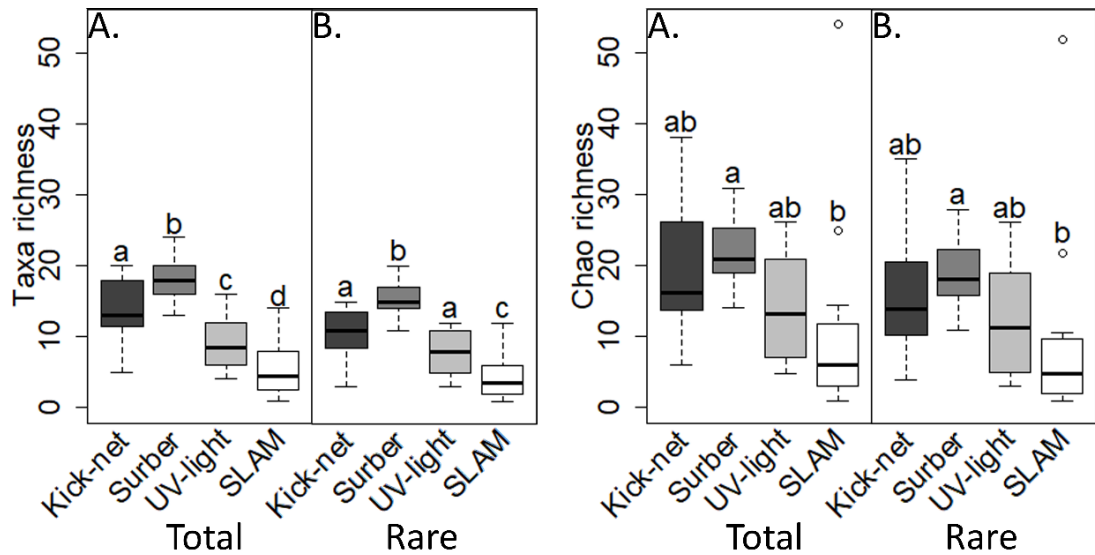 A.
B.
Taxa richness
50
40
30
20
10
0
a
b
c
d
a
b
a
c
Kick-net
Surber
UV-light
SLAM
Kick-net
Surber
UV-light
SLAM
Total
Rare
A.
B.
Chao richness
50
40
30
20
10
0
ab
a
ab
b
ab
a
ab
b
Kick-net
Surber
UV-light
SLAM
Kick-net
Surber
UV-light
SLAM
Total
Rare